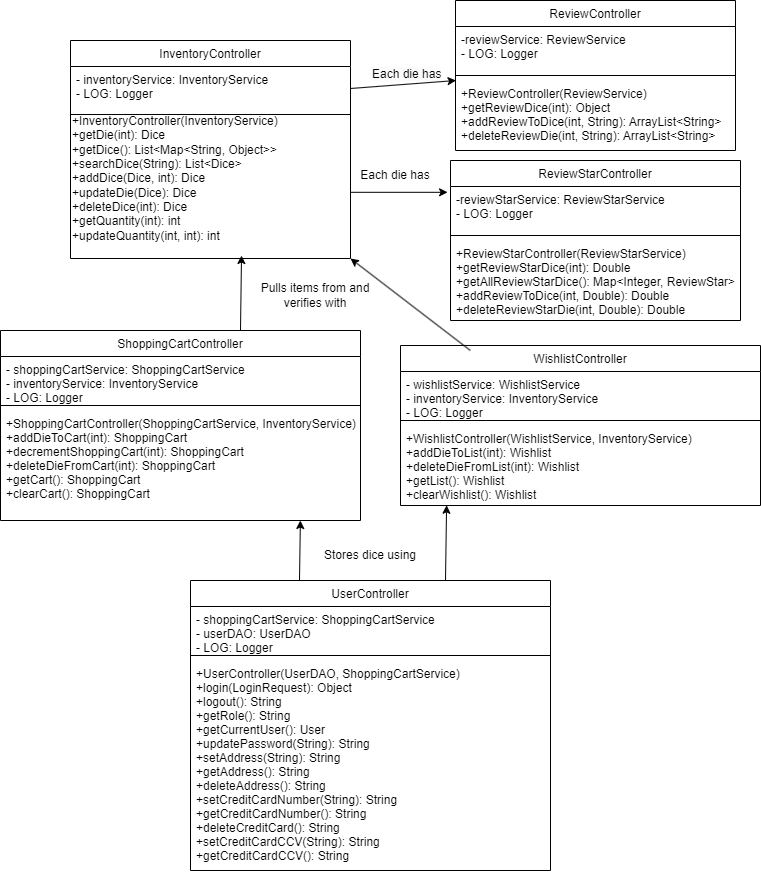 ReviewController
-reviewService: ReviewService
- LOG: Logger
+ReviewController(ReviewService)
+getReviewDice(int): Object
+addReviewToDice(int, String): ArrayList<String>
+deleteReviewDie(int, String): ArrayList<String>
InventoryController
- inventoryService: InventoryService
- LOG: Logger
+InventoryController(InventoryService)
+getDie(int): Dice
+getDice(): List<Map<String, Object>>
+searchDice(String): List<Dice>
+addDice(Dice, int): Dice
+updateDie(Dice): Dice
+deleteDice(int): Dice
+getQuantity(int): int
+updateQuantity(int, int): int
Each die has
Each die has
ReviewStarController
-reviewStarService: ReviewStarService
- LOG: Logger
+ReviewStarController(ReviewStarService)
+getReviewStarDice(int): Double
+getAllReviewStarDice(): Map<Integer, ReviewStar>
+addReviewToDice(int, Double): Double
+deleteReviewStarDie(int, Double): Double
Pulls items from and
verifies with
ShoppingCartController
- shoppingCartService: ShoppingCartService
- inventoryService: InventoryService
- LOG: Logger
+ShoppingCartController(ShoppingCartService, InventoryService)
+addDieToCart(int): ShoppingCart
+decrementShoppingCart(int): ShoppingCart
+deleteDieFromCart(int): ShoppingCart
+getCart(): ShoppingCart
+clearCart(): ShoppingCart
WishlistController
- wishlistService: WishlistService
- inventoryService: InventoryService
- LOG: Logger
+WishlistController(WishlistService, InventoryService)
+addDieToList(int): Wishlist
+deleteDieFromList(int): Wishlist
+getList(): Wishlist
+clearWishlist(): Wishlist
Stores dice using
UserController
- shoppingCartService: ShoppingCartService
- userDAO: UserDAO
- LOG: Logger
+UserController(UserDAO, ShoppingCartService)
+login(LoginRequest): Object
+logout(): String
+getRole(): String
+getCurrentUser(): User
+updatePassword(String): String
+setAddress(String): String
+getAddress(): String
+deleteAddress(): String
+setCreditCardNumber(String): String
+getCreditCardNumber(): String
+deleteCreditCard(): String
+setCreditCardCCV(String): String
+getCreditCardCCV(): String